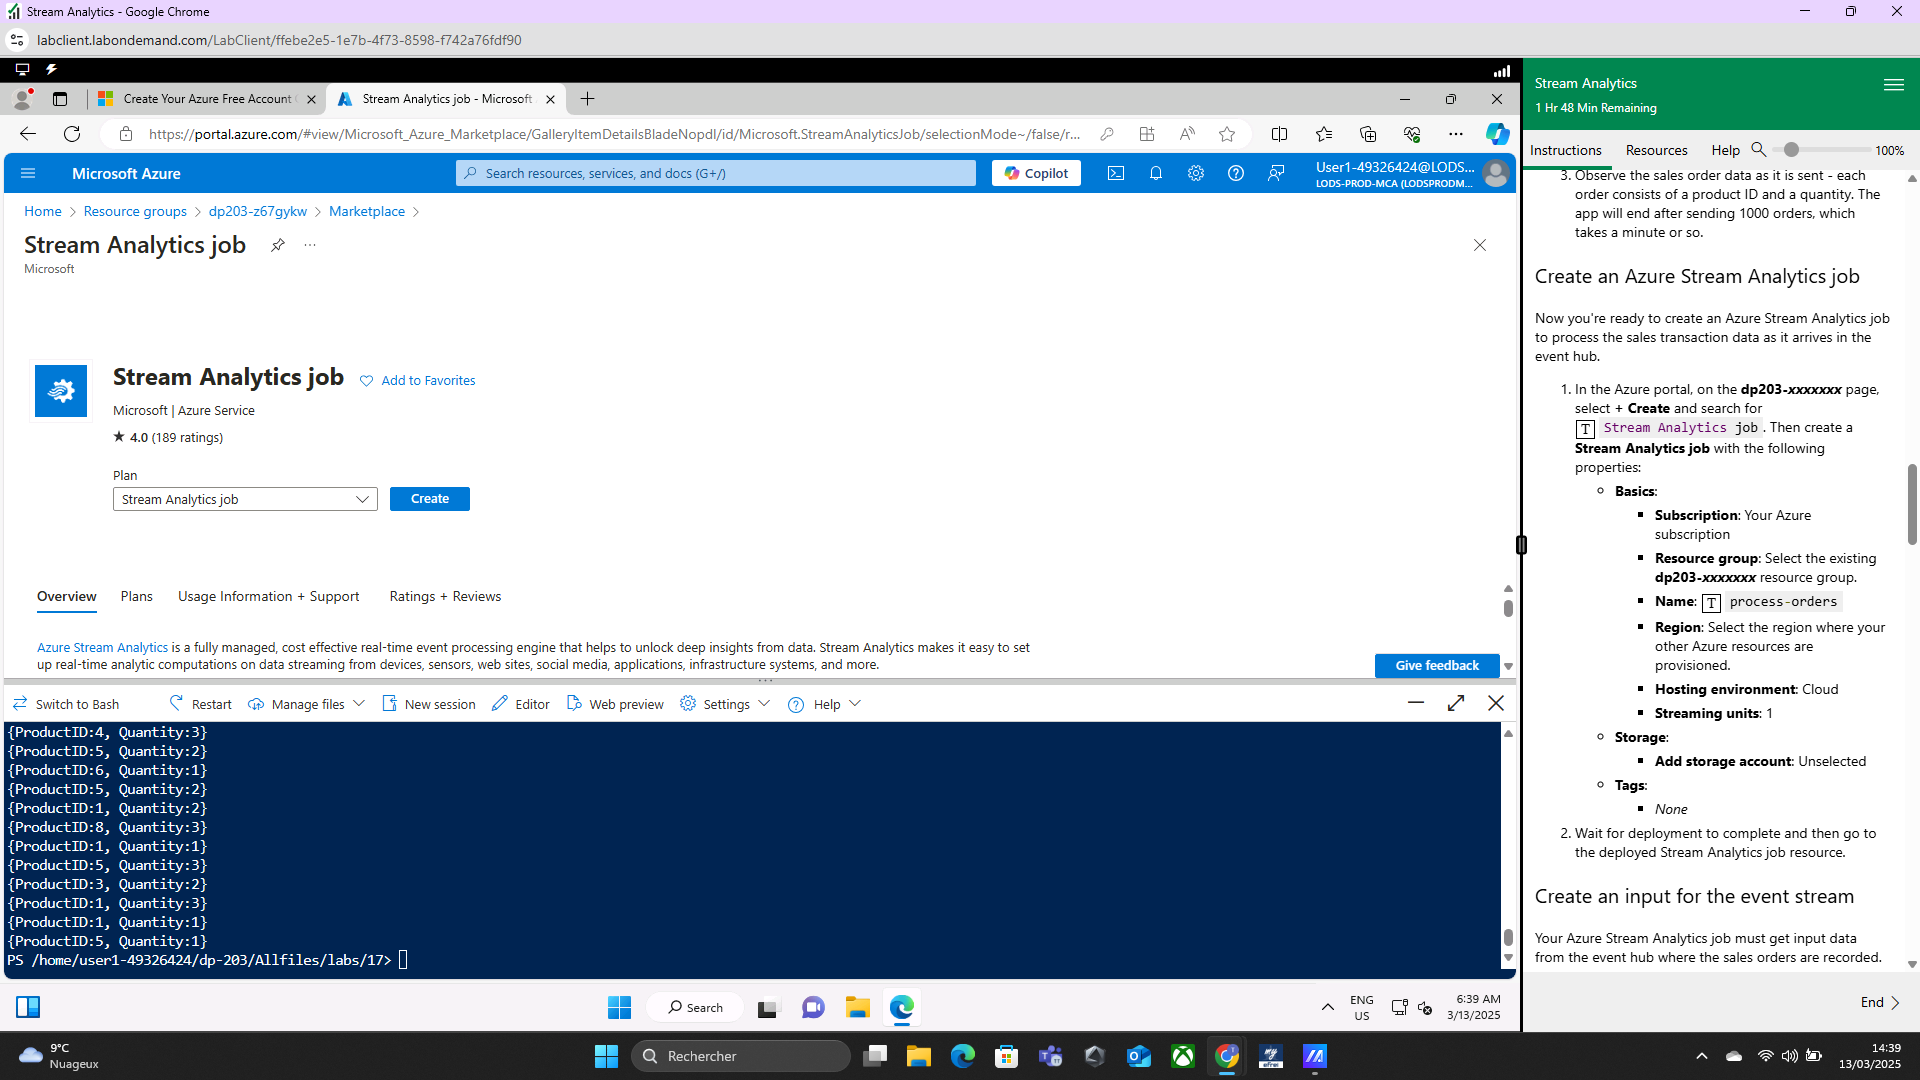 Stream Analytics - Google Chrome
labclient.labondemand.com/LabClient/ffebe2e5-1e7b-4f73-8598-f742a76fdf90
Create Your Azure Free Account
Stream Analytics job - Microsoft
https://portal.azure.com/#view/Microsoft_Azure_Marketplace/GalleryItemDetailsBladeNopdl/id/Microsoft.StreamAnalyticsJob/selectionMode~/false/r...
Microsoft Azure
Search resources, services, and docs (G+/)
Copilot
User1-49326424@LODS...
LODS-PROD-MCA (LODSPRODM...
Home > Resource groups > dp203-z67gykw > Marketplace >
Stream Analytics job
...
Microsoft
Stream Analytics job
Add to Favorites
Microsoft | Azure Service
★ 4.0 (189 ratings)
Plan
Stream Analytics job
Create
Overview
Plans
Usage Information + Support
Ratings + Reviews
Azure Stream Analytics is a fully managed, cost effective real-time event processing engine that helps to unlock deep insights from data. Stream Analytics makes it easy to set
up real-time analytic computations on data streaming from devices, sensors, web sites, social media, applications, infrastructure systems, and more.
Give feedback
Switch to Bash
Restart
Manage files
New session
Editor
Web preview
Settings
Help
{ProductID:4, Quantity:3}
{ProductID:5, Quantity:2}
{ProductID:6, Quantity:1}
{ProductID:5, Quantity:2}
{ProductID:1, Quantity:2}
{ProductID:8, Quantity:3}
{ProductID:1, Quantity:1}
{ProductID:5, Quantity:3}
{ProductID:3, Quantity:2}
{ProductID:1, Quantity:3}
{ProductID:1, Quantity:1}
{ProductID:5, Quantity:1}
PS /home/user1-49326424/dp-203/Allfiles/labs/17>
Search
ENG
US
6:39 AM
3/13/2025
Stream Analytics
1 Hr 48 Min Remaining
Instructions
Resources
Help
100%
3. Observe the sales order data as it is sent - each
order consists of a product ID and a quantity. The
app will end after sending 1000 orders, which
takes a minute or so.
Create an Azure Stream Analytics job
Now you're ready to create an Azure Stream Analytics job
to process the sales transaction data as it arrives in the
event hub.
1. In the Azure portal, on the dp203-xxxxxxx page,
select + Create and search for
T Stream Analytics job. Then create a
Stream Analytics job with the following
properties:
Basics:
Subscription: Your Azure
subscription
Resource group: Select the existing
dp203-xxxxxxx resource group.
Name: T process-orders
Region: Select the region where your
other Azure resources are
provisioned.
Hosting environment: Cloud
Streaming units: 1
Storage:
Add storage account: Unselected
Tags:
None
2. Wait for deployment to complete and then go to
the deployed Stream Analytics job resource.
Create an input for the event stream
Your Azure Stream Analytics job must get input data
from the event hub where the sales orders are recorded.
End >
9°C
Nuageux
Rechercher
my
efrei
14:39
13/03/2025